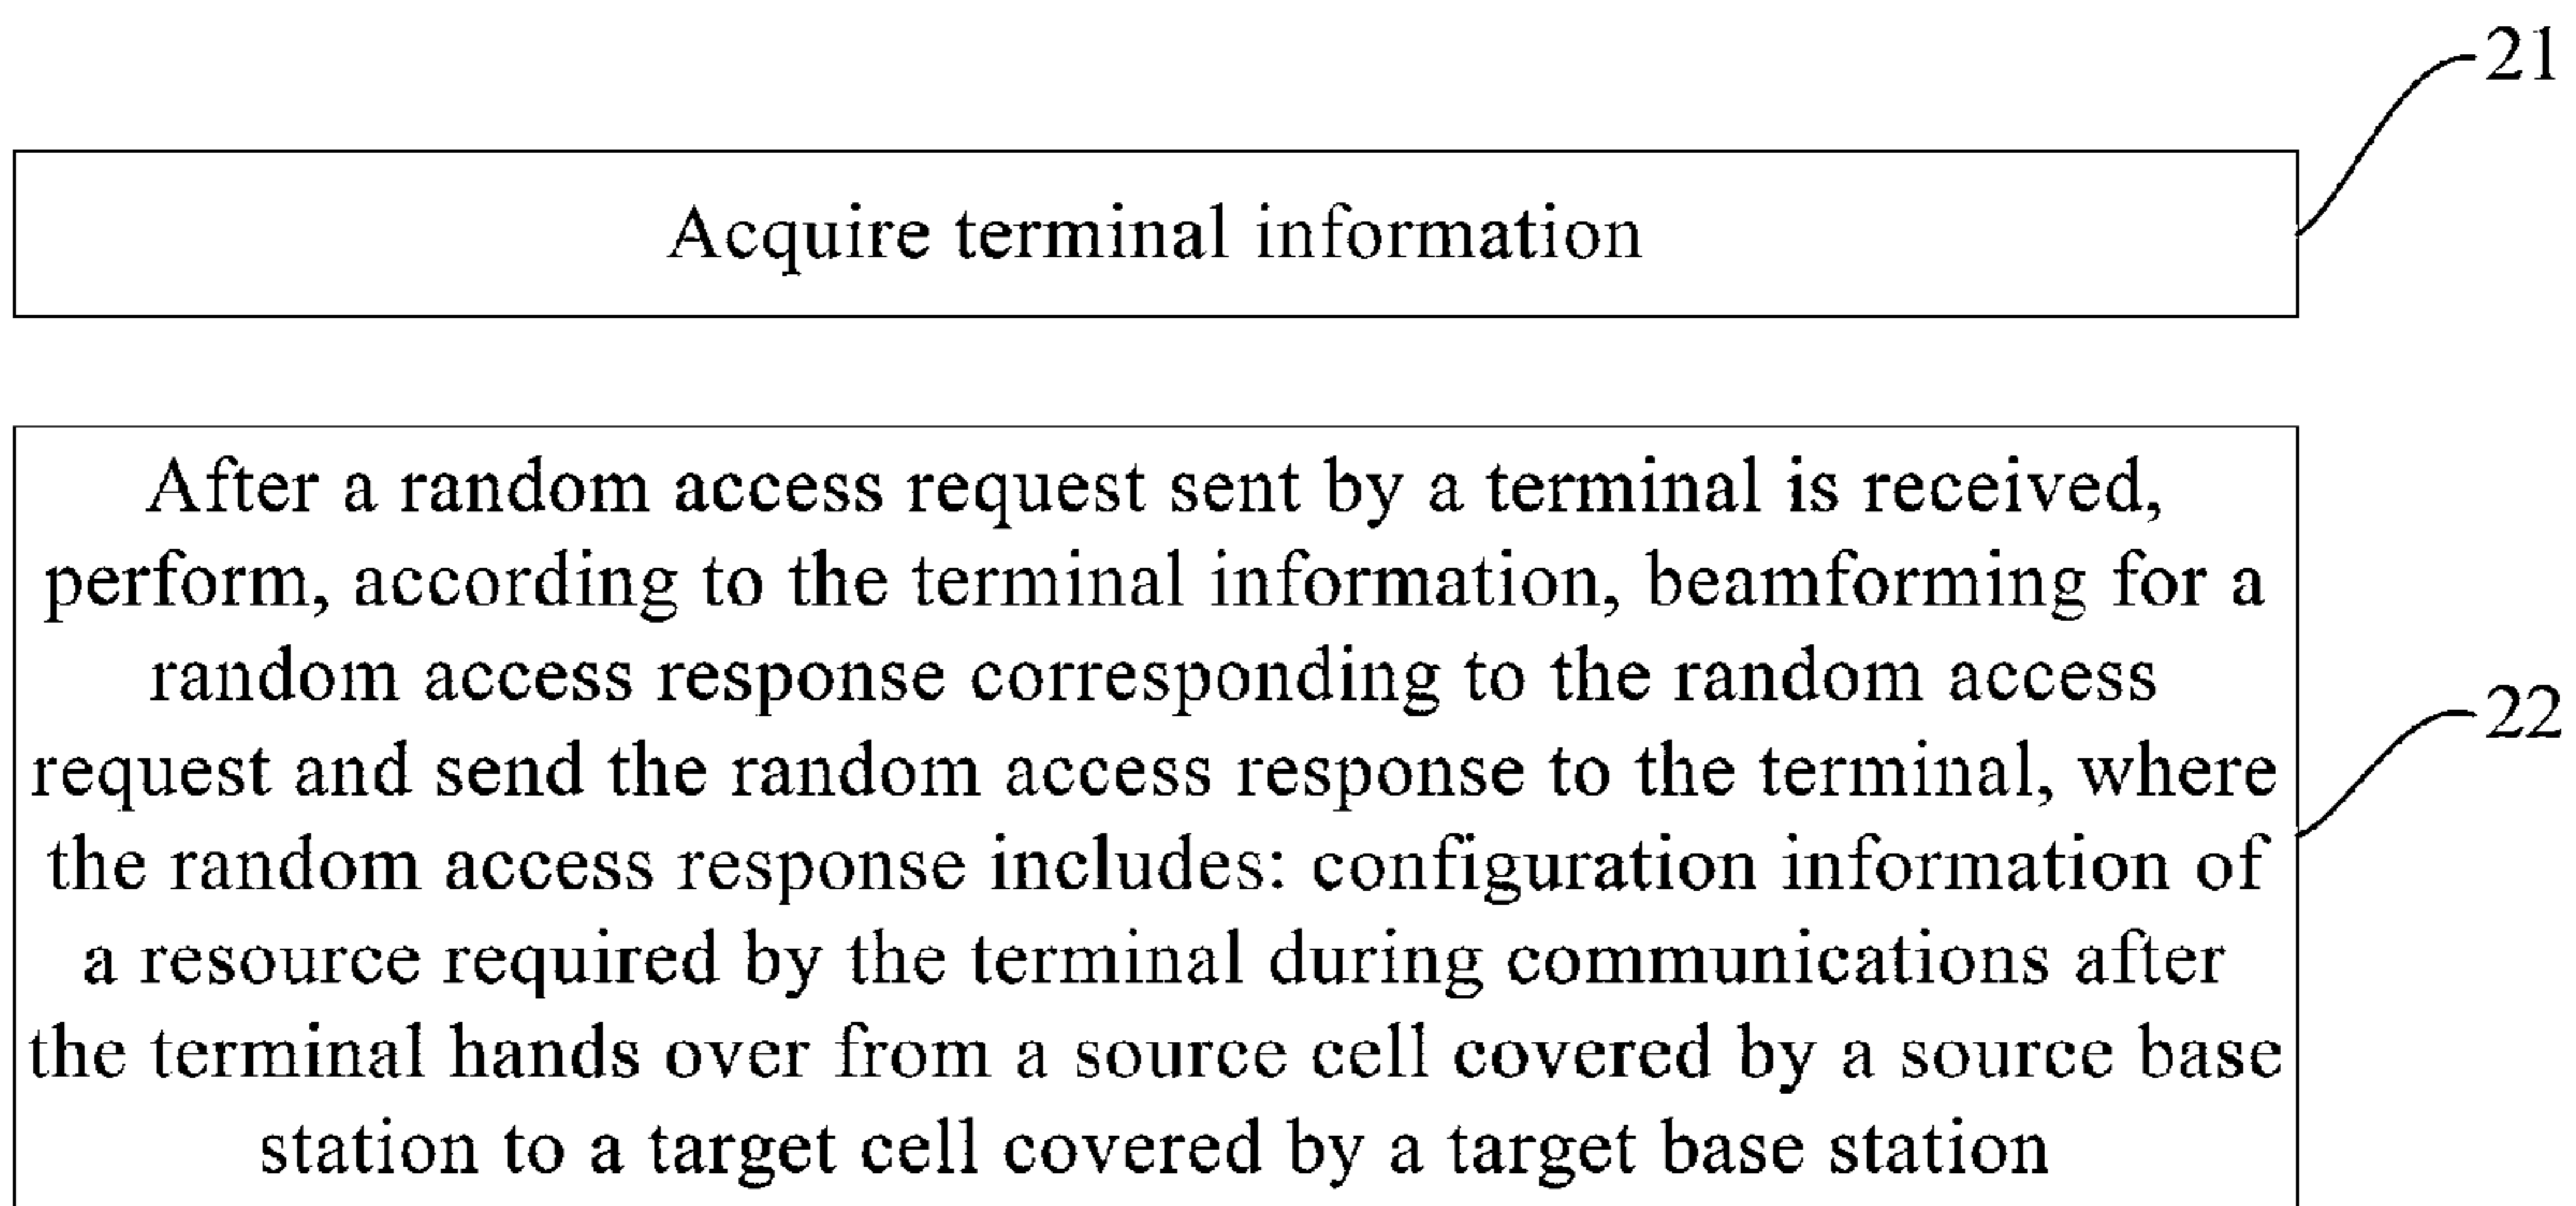 21
Acquire terminal information
After a random access request sent by a terminal is received,
perform, according to the terminal information, beamforming for a
random access response corresponding to the random access
request and send the random access response to the terminal, where
the random access response includes: configuration information of
a resource required by the terminal during communications after
the terminal hands over from a source cell covered by a source base
station to a target cell covered by a target base station
22